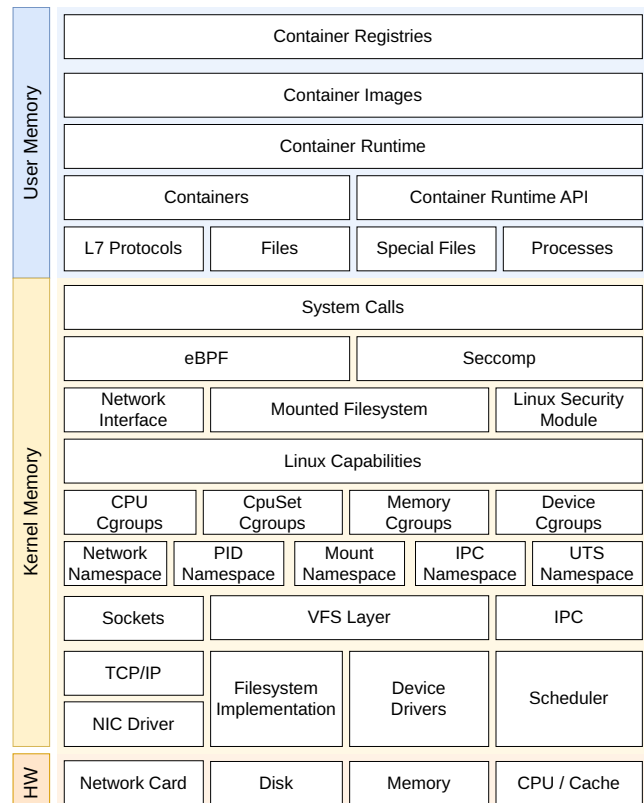 User Memory
Container Registries
Container Images
Container Runtime
Containers
Container Runtime API
L7 Protocols
Files
Special Files
Processes
Kernel Memory
System Calls
eBPF
Seccomp
Network
Interface
Mounted Filesystem
Linux Security
Module
Linux Capabilities
CPU
Cgroups
CpuSet
Cgroups
Memory
Cgroups
Device
Cgroups
Network
Namespace
PID
Namespace
Mount
Namespace
IPC
Namespace
UTS
Namespace
Sockets
VFS Layer
IPC
TCP/IP
NIC Driver
Filesystem
Implementation
Device
Drivers
Scheduler
HW
Network Card
Disk
Memory
CPU / Cache